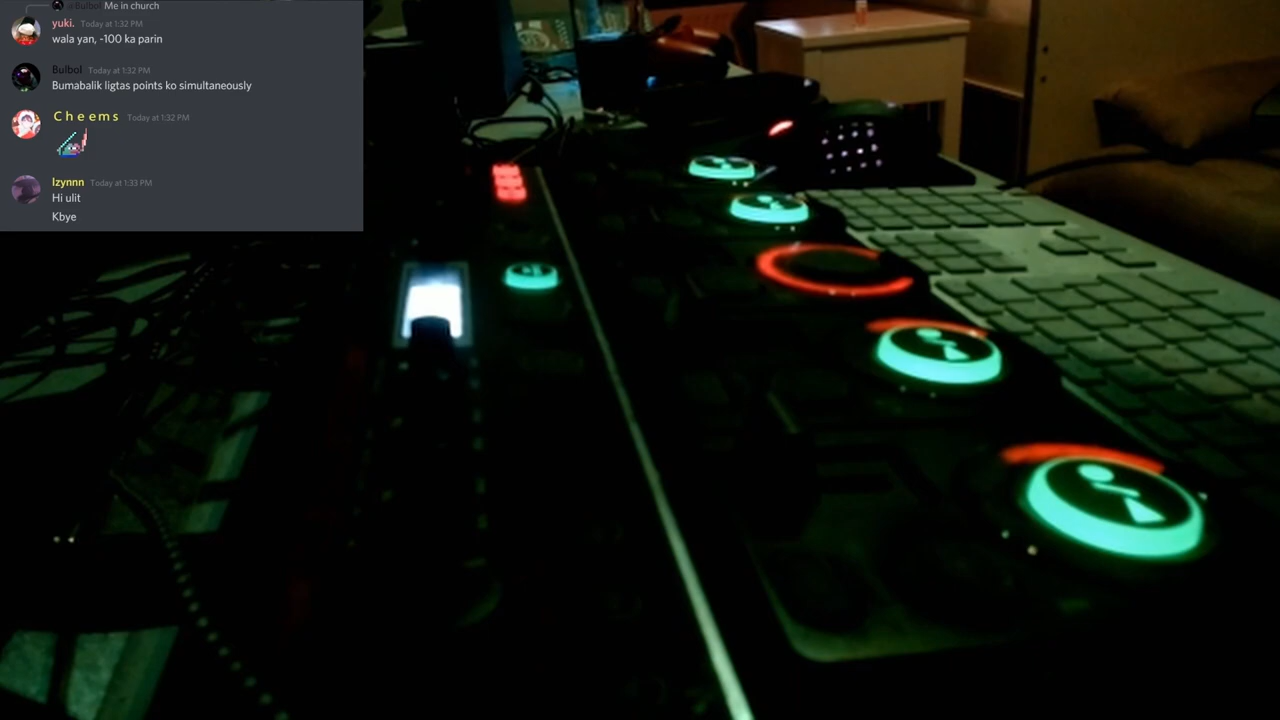 @Bulbol Me in church
yuki. Today at 1:32 PM
wala yan, -100 ka parin
Bulbol Today at 1:32 PM
Bumabalik ligtas points ko simultaneously
C h e e m s Today at 1:32 PM
Izynnn Today at 1:33 PM
Hi ulit
Kbye